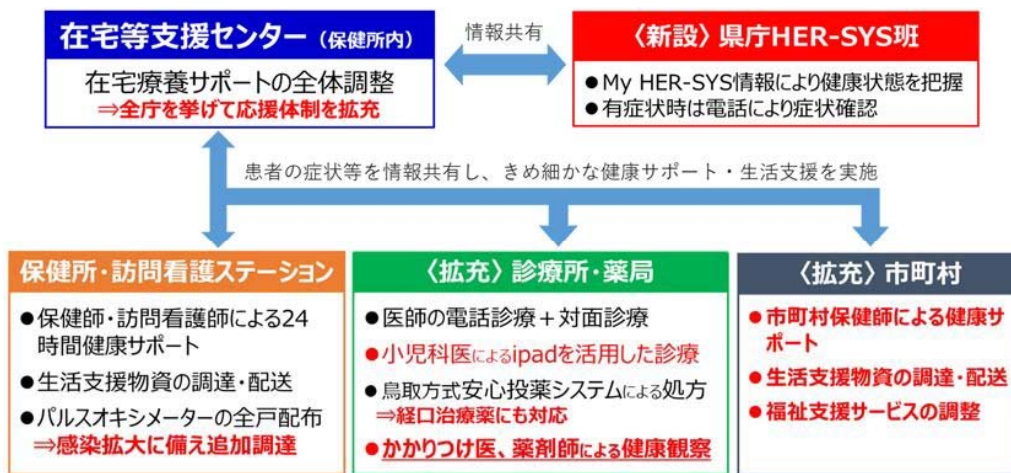 在宅等支援センター（保健所内）
在宅療養サポートの全体調整
⇒全庁を挙げて応援体制を拡充
情報共有
〈新設〉県庁HER-SYS班
●My HER-SYS情報により健康状態を把握
●有症状時は電話により症状確認
患者の症状等を情報共有し、きめ細かな健康サポート・生活支援を実施
保健所・訪問看護ステーション
●保健師・訪問看護師による24
時間健康サポート
●生活支援物資の調達・配送
●パルスオキシメーターの全戸配布
⇒感染拡大に備え追加調達
〈拡充〉診療所・薬局
●医師の電話診療＋対面診療
●小児科医によるipadを活用した診療
●鳥取方式安心投薬システムによる処方
⇒経口治療薬にも対応
●かかりつけ医、薬剤師による健康観察
〈拡充〉市町村
●市町村保健師による健康サ
ポート
●生活支援物資の調達・配送
●福祉支援サービスの調整